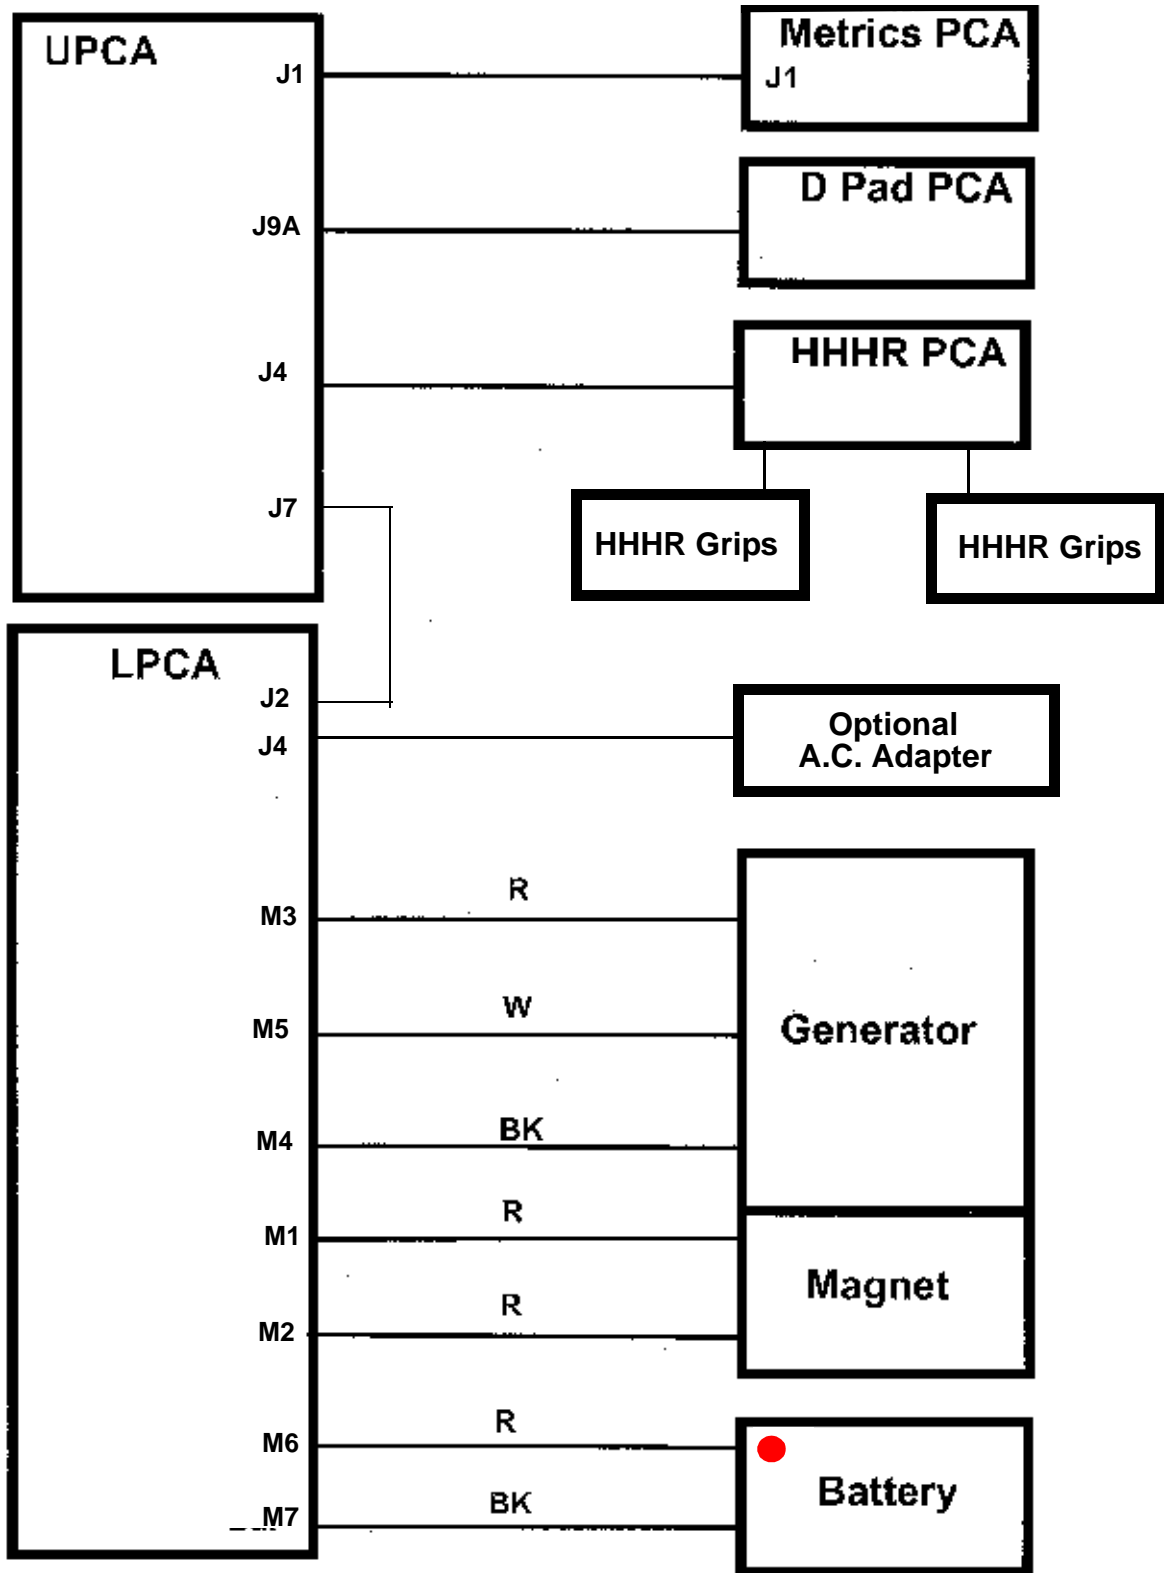 UPCA
J1
Metrics PCA
J1
J9A
D Pad PCA
J4
HHHR PCA
J7
HHHR Grips
HHHR Grips
LPCA
J2
J4
Optional
A.C. Adapter
R
M3
W
M5
Generator
BK
M4
R
M1
Magnet
R
M2
R
M6
Battery
BK
M7